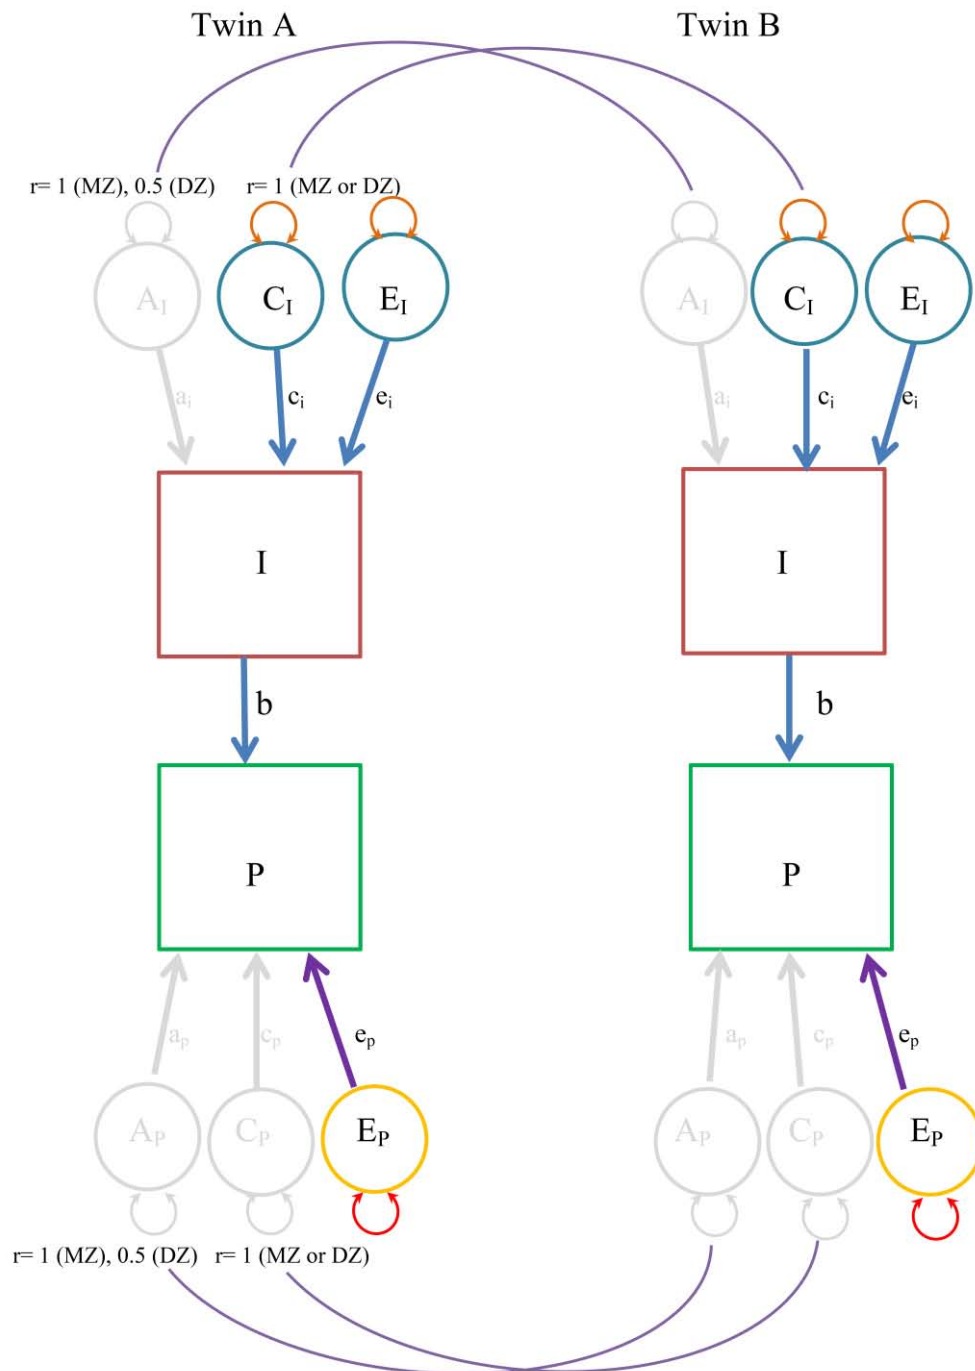 Twin A
Twin B
r= 1 (MZ), 0.5 (DZ)
r= 1 (MZ or DZ)
A_I
C_I
E_I
A_I
C_I
E_I
a_i
c_i
e_i
a_i
c_i
e_i
I
I
b
b
P
P
a_p
c_p
e_p
a_p
c_p
e_p
A_P
C_P
E_P
A_P
C_P
E_P
r= 1 (MZ), 0.5 (DZ)
r= 1 (MZ or DZ)